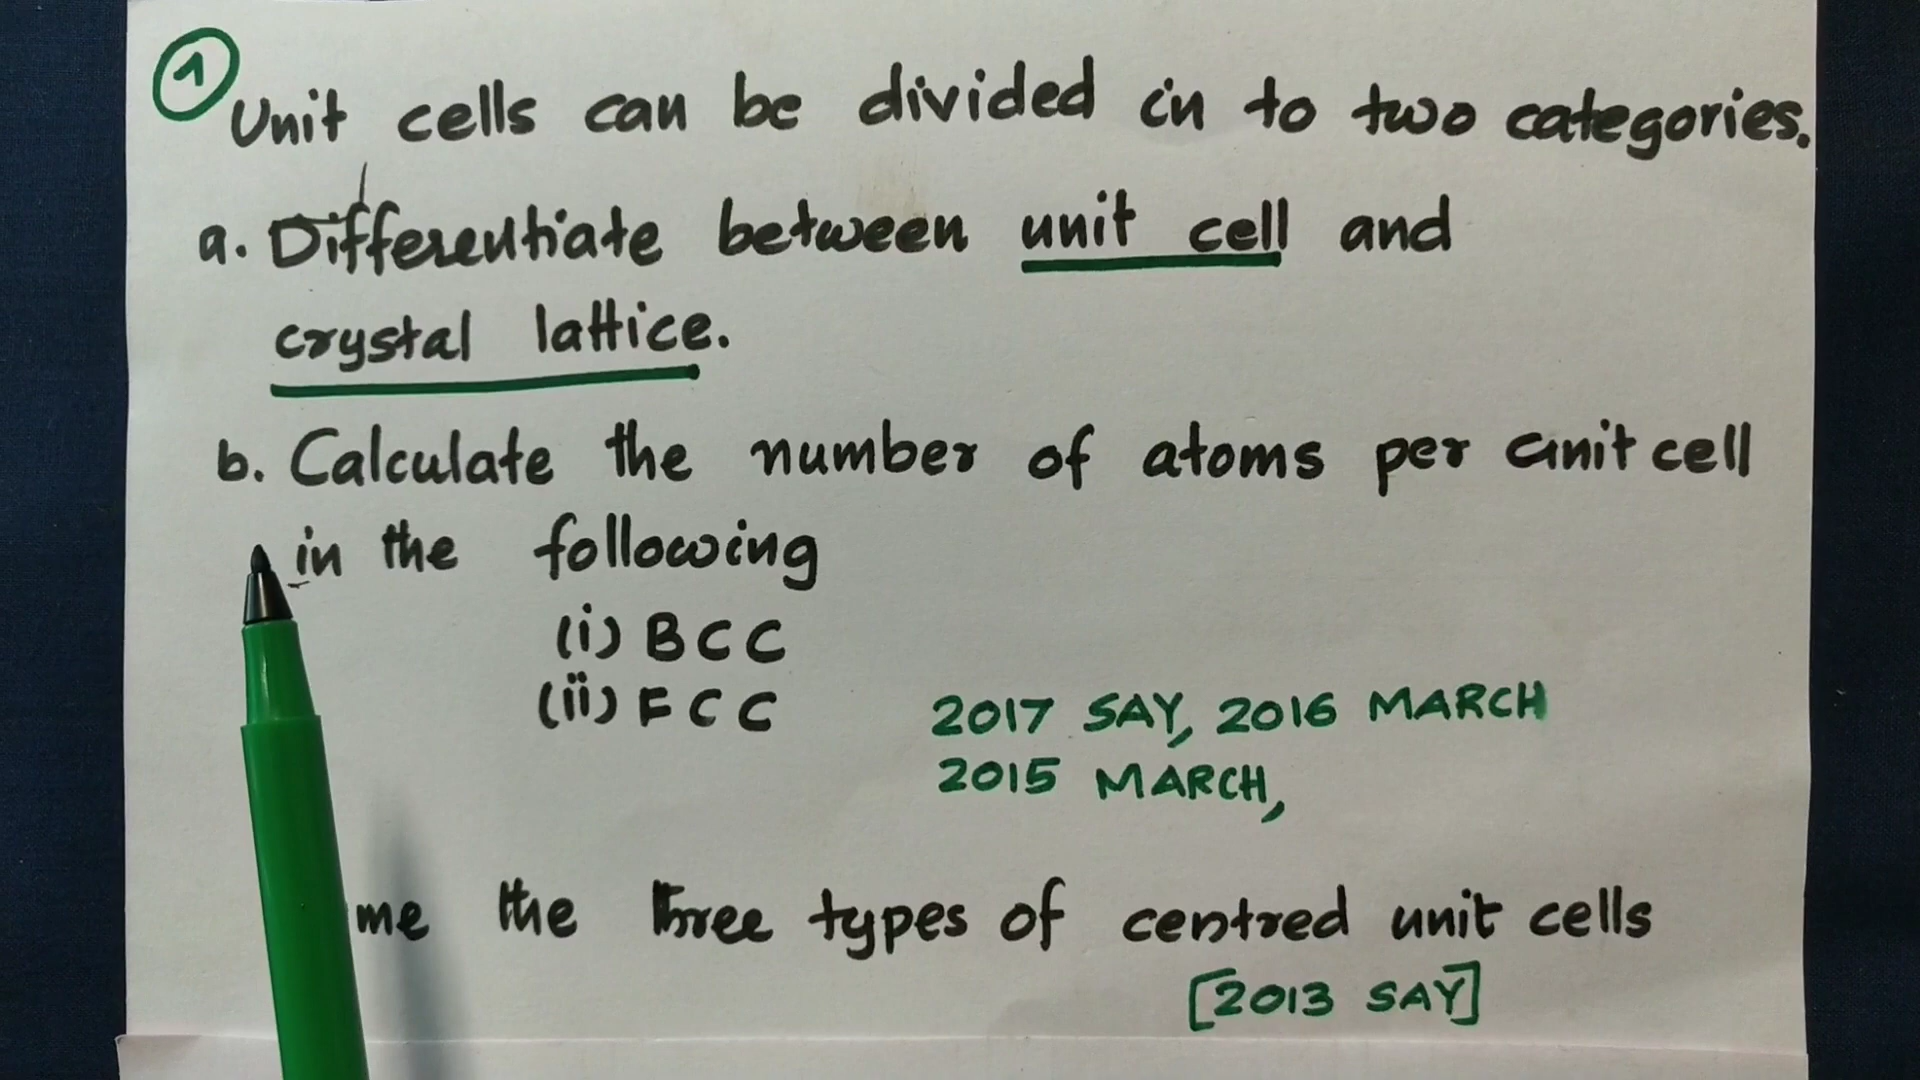 1
Unit cells can be divided in to two categories.
a. Differentiate between unit cell and
crystal lattice.
b. Calculate the number of atoms per unit cell
in the following
(i) BCC
(ii) FCC
2017 SAY, 2016 MARCH
2015 MARCH,
me the three types of centred unit cells
[2013 SAY]